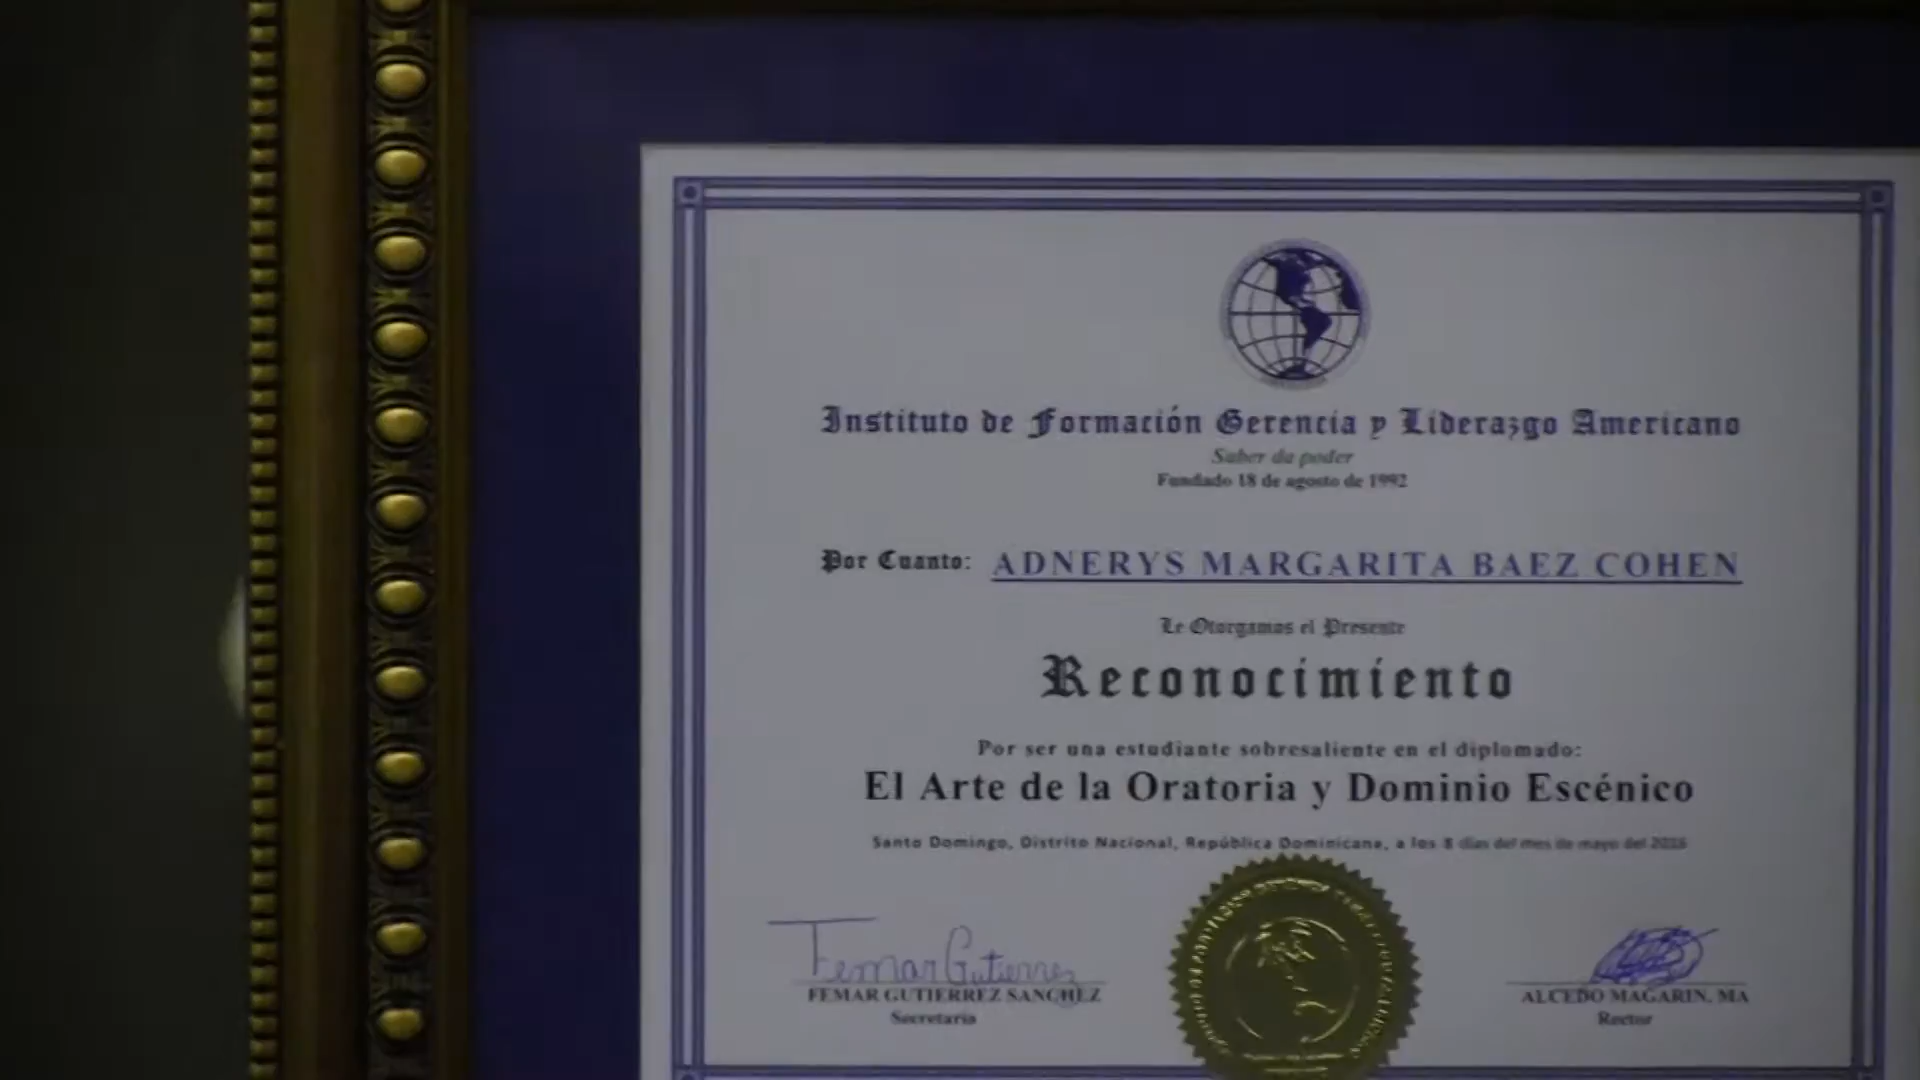 Instituto de Formación Gerencia y Liderazgo Americano
Saber da poder
Fundado 18 de agosto de 1992
Por Cuanto: ADNERYS MARGARITA BAEZ COHEN
Le Otorgamos el Presente
Reconocimiento
Por ser una estudiante sobresaliente en el diplomado:
El Arte de la Oratoria y Dominio Escénico
Santo Domingo, Distrito Nacional, República Dominicana, a los 8 días del mes de mayo del
Femar Gutierrez
FEMAR GUTIERREZ SANCHEZ
Secretaria
ALCEDO MAGARIN, MA
Rector